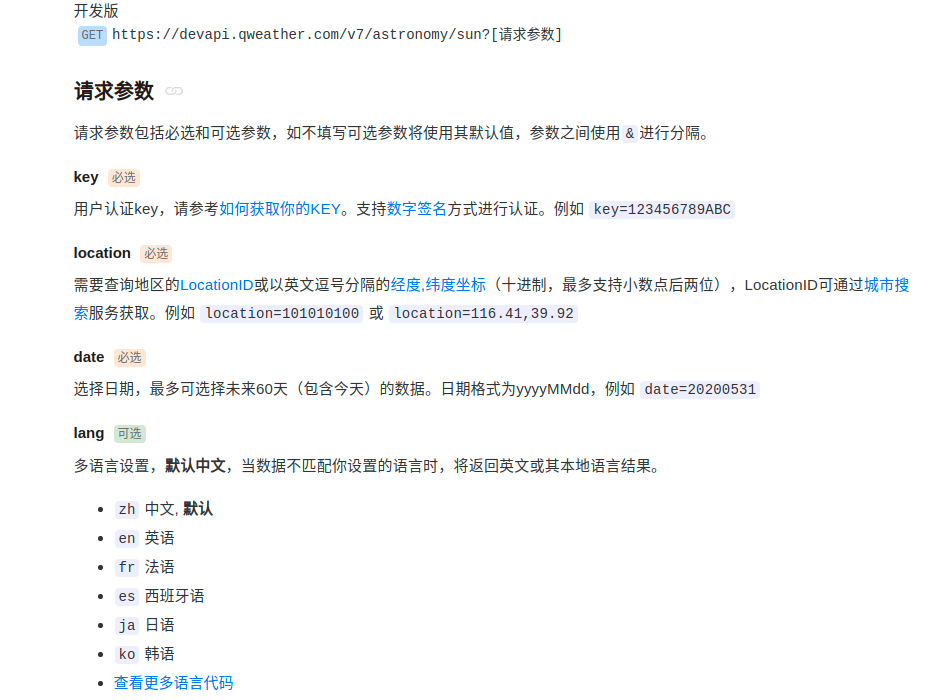 开发版
GET https://devapi.qweather.com/v7/astronomy/sun?[请求参数]
请求参数
请求参数包括必选和可选参数，如不填写可选参数将使用其默认值，参数之间使用 & 进行分隔。
key 必选
用户认证key，请参考如何获取你的KEY。支持数字签名方式进行认证。例如 key=123456789ABC
location 必选
需要查询地区的LocationID或以英文逗号分隔的经度,纬度坐标（十进制，最多支持小数点后两位），LocationID可通过城市搜
索服务获取。例如 location=101010100 或 location=116.41,39.92
date 必选
选择日期，最多可选择未来60天（包含今天）的数据。日期格式为yyyyMMdd，例如 date=20200531
lang 可选
多语言设置，默认中文，当数据不匹配你设置的语言时，将返回英文或其本地语言结果。
• zh 中文, 默认
• en 英语
• fr 法语
• es 西班牙语
• ja 日语
• ko 韩语
• 查看更多语言代码